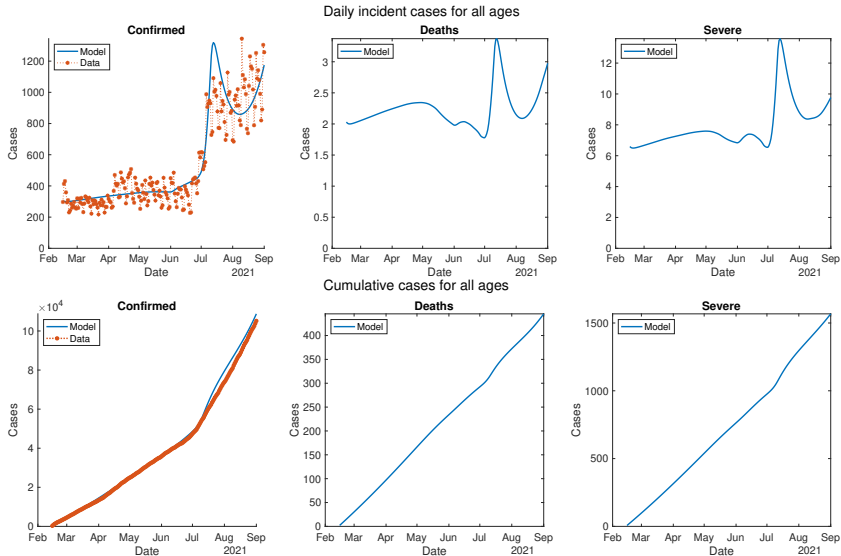 Daily incident cases for all ages
Confirmed
Model
Data
Cases
1200
1000
800
600
400
200
0
Feb Mar Apr May Jun Jul Aug Sep
Date
2021
Deaths
Model
Cases
3
2.5
2
1.5
1
0.5
0
Feb Mar Apr May Jun Jul Aug Sep
Date
2021
Severe
Model
Cases
12
10
8
6
4
2
0
Feb Mar Apr May Jun Jul Aug Sep
Date
2021
Cumulative cases for all ages
×10⁴
Confirmed
Model
Data
Cases
10
8
6
4
2
0
Feb Mar Apr May Jun Jul Aug Sep
Date
2021
Deaths
Model
Cases
400
350
300
250
200
150
100
50
0
Feb Mar Apr May Jun Jul Aug Sep
Date
2021
Severe
Model
Cases
1500
1000
500
0
Feb Mar Apr May Jun Jul Aug Sep
Date
2021